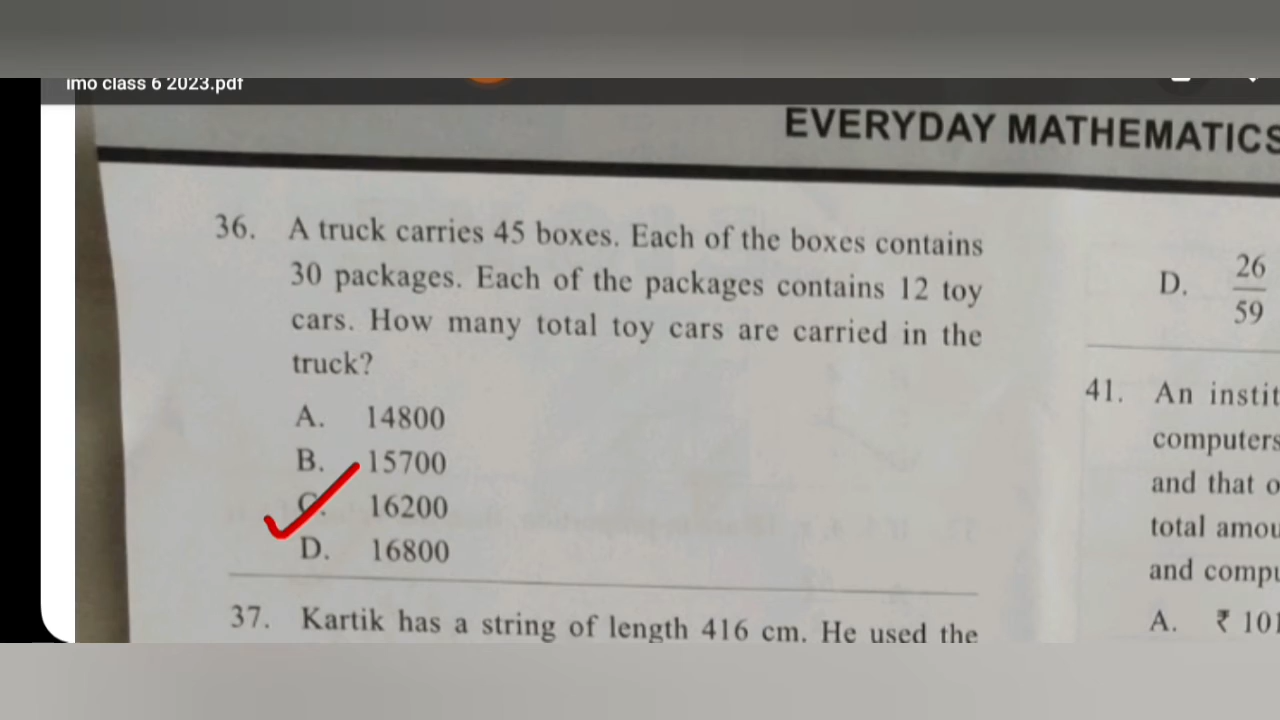 imo class 6 2023.pdf
EVERYDAY MATHEMATICS
36. A truck carries 45 boxes. Each of the boxes contains
30 packages. Each of the packages contains 12 toy
cars. How many total toy cars are carried in the
truck?
A. 14800
B. 15700
C. 16200
D. 16800
37. Kartik has a string of length 416 cm. He used the
D. 26
59
41. An instit
computers
and that o
total amou
and compu
A. ₹ 101